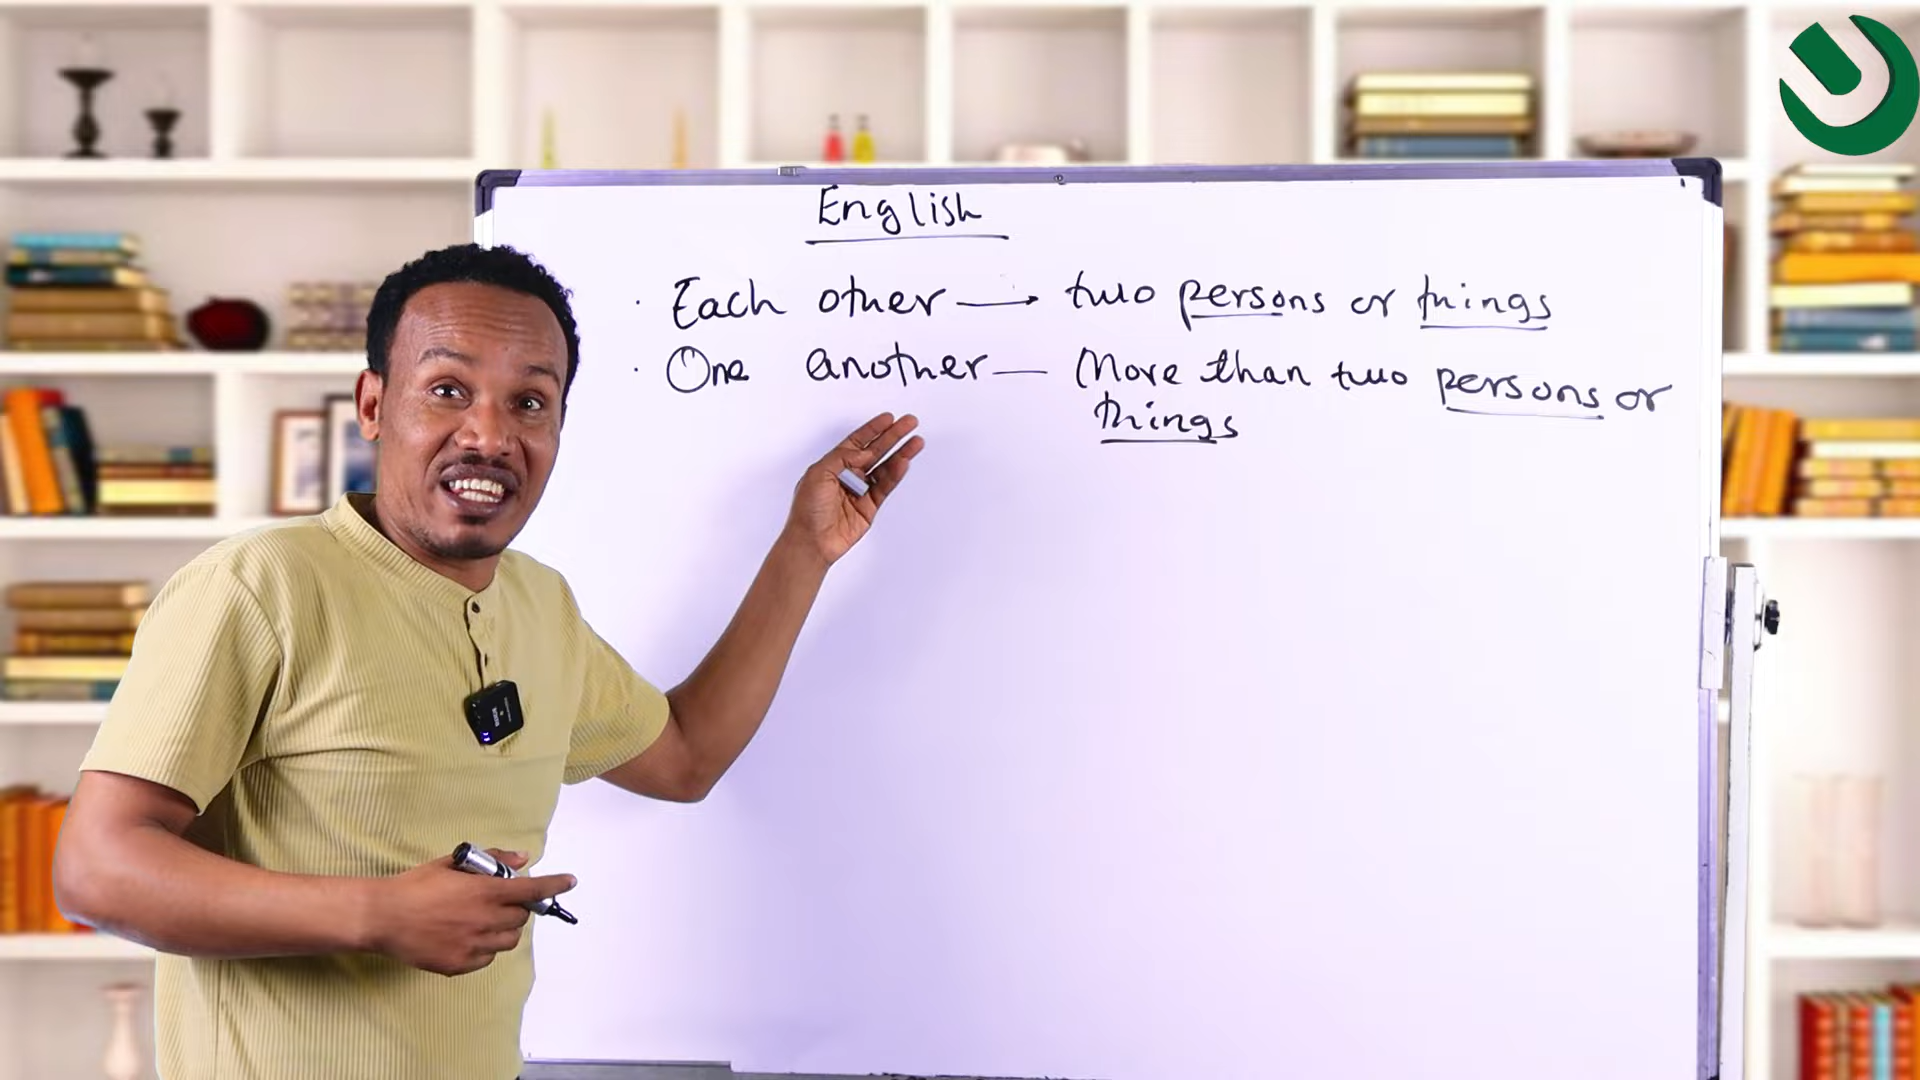 English
· Each other → two persons or things
· One another — More than two persons or
things